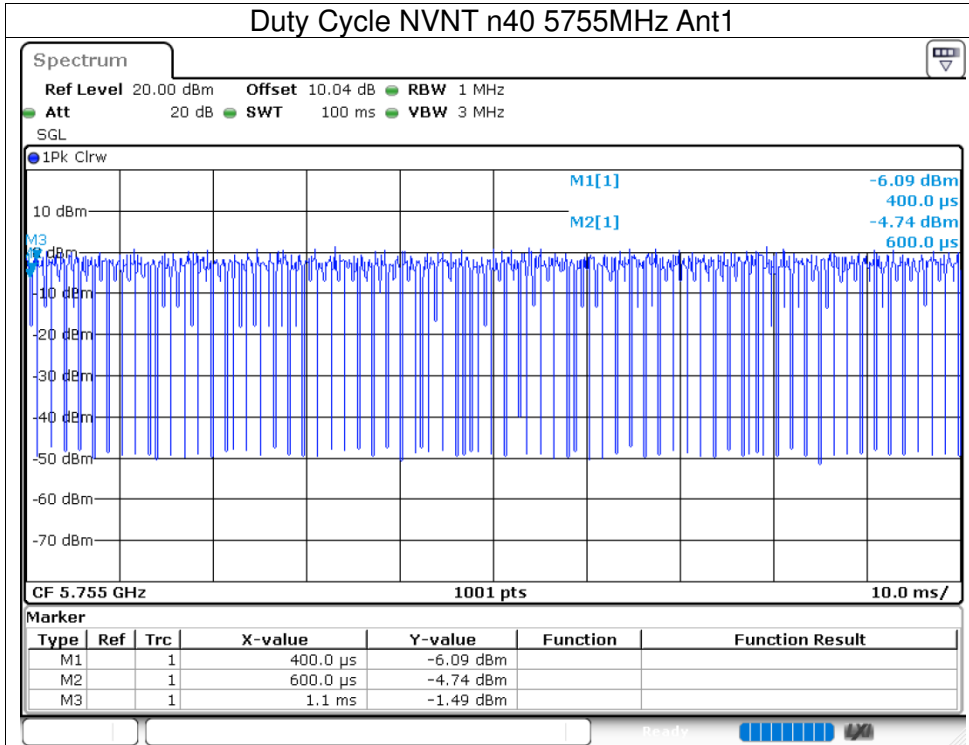 Duty Cycle NVNT n40 5755MHz Ant1
Spectrum
Ref Level 20.00 dBm Offset 10.04 dB RBW 1 MHz
Att 20 dB SWT 100 ms VBW 3 MHz
SGL
1Pk Clrw
M1[1] -6.09 dBm
400.0 µs
10 dBm
M2[1] -4.74 dBm
600.0 µs
M3
0 dBm
-10 dBm
-20 dBm
-30 dBm
-40 dBm
-50 dBm
-60 dBm
-70 dBm
CF 5.755 GHz 1001 pts 10.0 ms/
Marker
Type Ref Trc X-value Y-value Function Function Result
M1 1 400.0 µs -6.09 dBm
M2 1 600.0 µs -4.74 dBm
M3 1 1.1 ms -1.49 dBm
Ready LXI